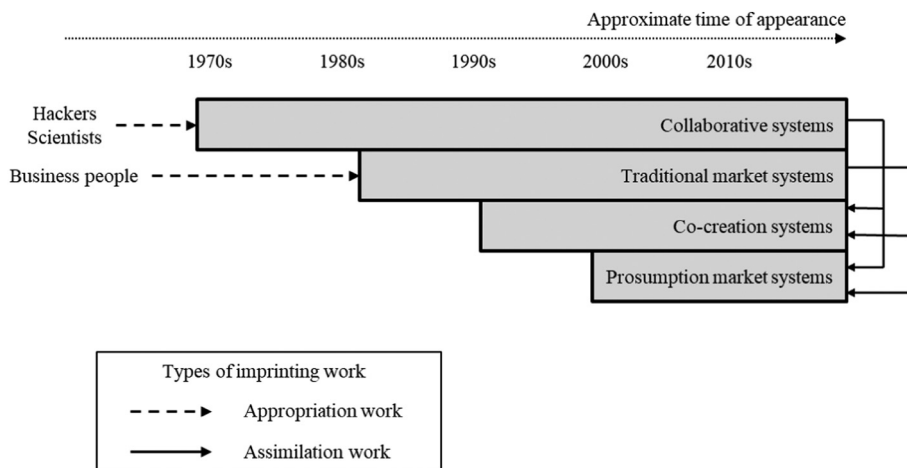 Approximate time of appearance
1970s 1980s 1990s 2000s 2010s
Hackers
Scientists
Collaborative systems
Business people
Traditional market systems
Co-creation systems
Prosumption market systems
Types of imprinting work
Appropriation work
Assimilation work